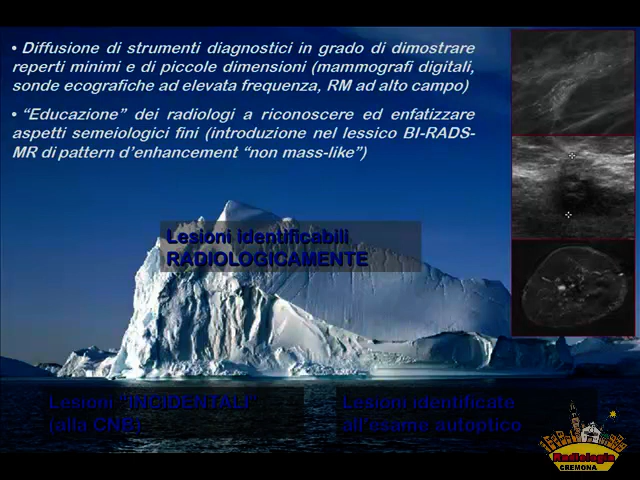 • Diffusione di strumenti diagnostici in grado di dimostrare
reperti minimi e di piccole dimensioni (mammografi digitali,
sonde ecografiche ad elevata frequenza, RM ad alto campo)
• “Educazione” dei radiologi a riconoscere ed enfatizzare
aspetti semeiologici fini (introduzione nel lessico BI-RADS-
MR di pattern d’enhancement “non mass-like”)
Lesioni identificabili
RADIOLOGICAMENTE
Lesioni "INCIDENTALI"
(alla CNB)
Lesioni identificate
all'esame autoptico
Radiologia
CREMONA